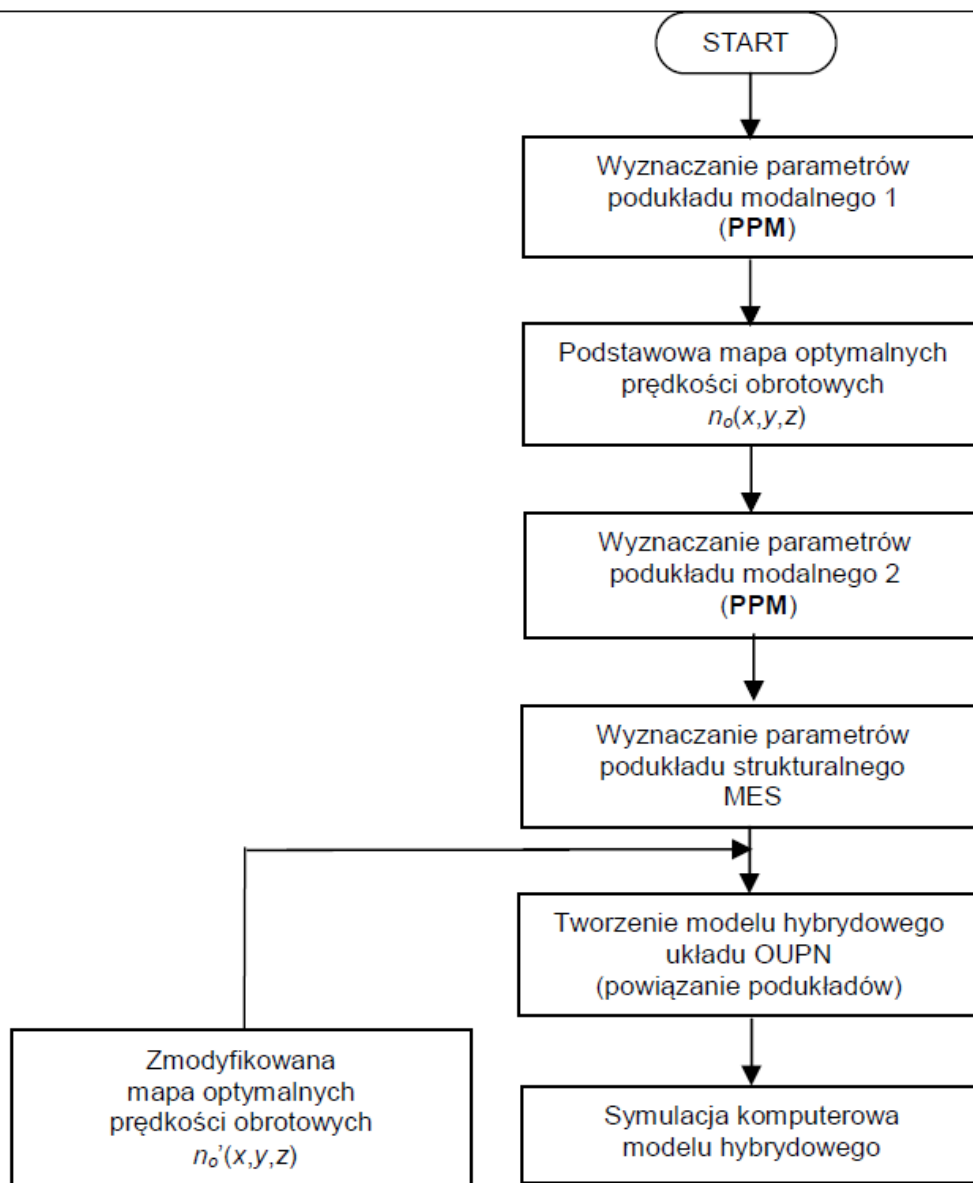 START
Wyznaczanie parametrów
podukładu modalnego 1
(PPM)
Podstawowa mapa optymalnych
prędkości obrotowych
nₒ(x,y,z)
Wyznaczanie parametrów
podukładu modalnego 2
(PPM)
Wyznaczanie parametrów
podukładu strukturalnego
MES
Tworzenie modelu hybrydowego
układu OUPN
(powiązanie podukładów)
Zmodyfikowana
mapa optymalnych
prędkości obrotowych
nₒ'(x,y,z)
Symulacja komputerowa
modelu hybrydowego